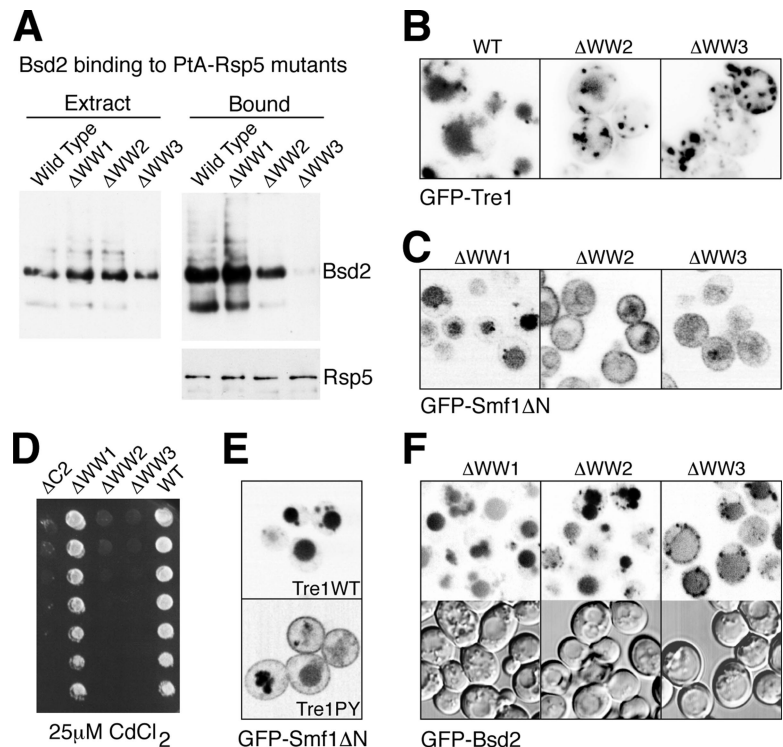 A
Bsd2 binding to PtA-Rsp5 mutants
Extract Bound
Wild Type ΔWW1 ΔWW2 ΔWW3 Wild Type ΔWW1 ΔWW2 ΔWW3
Bsd2
Rsp5
B
WT ΔWW2 ΔWW3
GFP-Tre1
C
ΔWW1 ΔWW2 ΔWW3
GFP-Smf1ΔN
D
ΔC2 ΔWW1 ΔWW2 ΔWW3 WT
25μM CdCl2
E
Tre1WT
Tre1PY
GFP-Smf1ΔN
F
ΔWW1 ΔWW2 ΔWW3
GFP-Bsd2